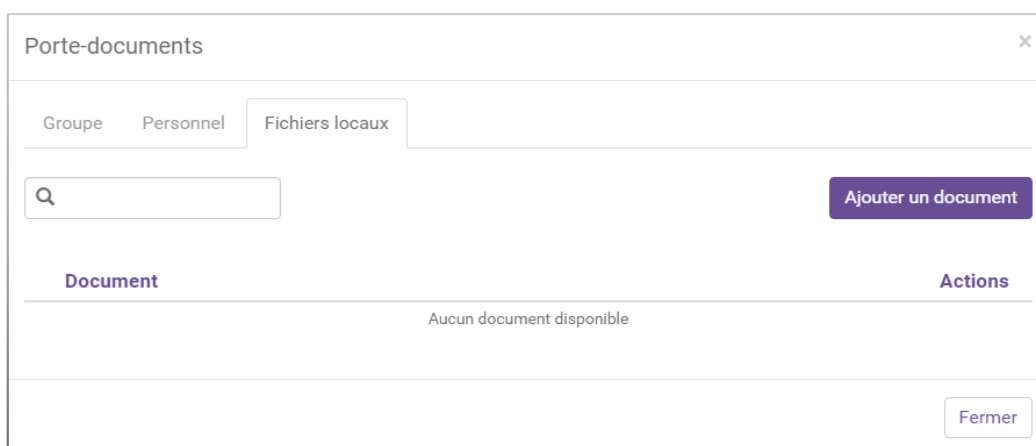 Porte-documents
×
Groupe Personnel Fichiers locaux
Ajouter un document
Document Actions
Aucun document disponible
Fermer